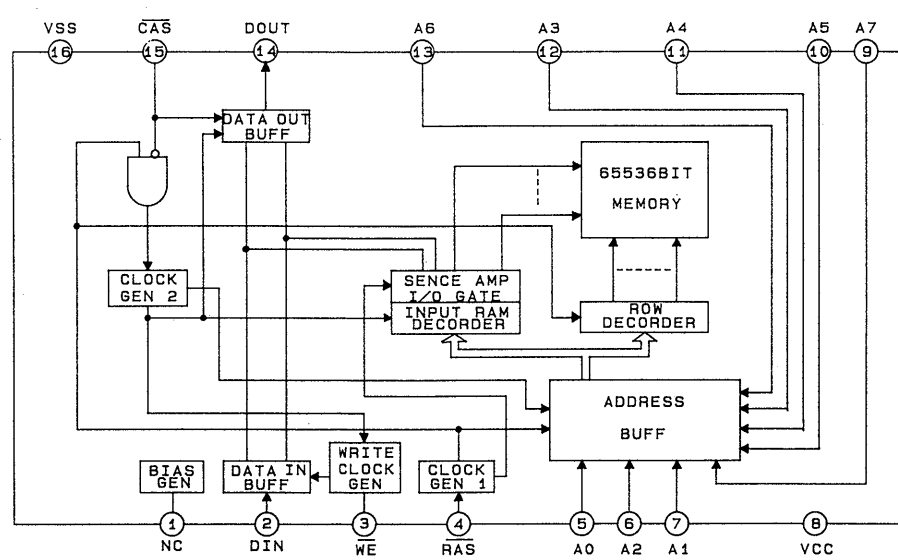 VSS CAS DOUT A6 A3 A4 A5 A7
16 15 14 13 12 11 10 9
DATA OUT
BUFF
65536BIT
MEMORY
CLOCK
GEN 2
SENCE AMP
I/O GATE
INPUT RAM
DECORDER
ROW
DECORDER
ADDRESS
BUFF
BIAS
GEN
DATA IN
BUFF
WRITE
CLOCK
GEN
CLOCK
GEN 1
1 2 3 4 5 6 7 8
NC DIN WE RAS A0 A2 A1 VCC